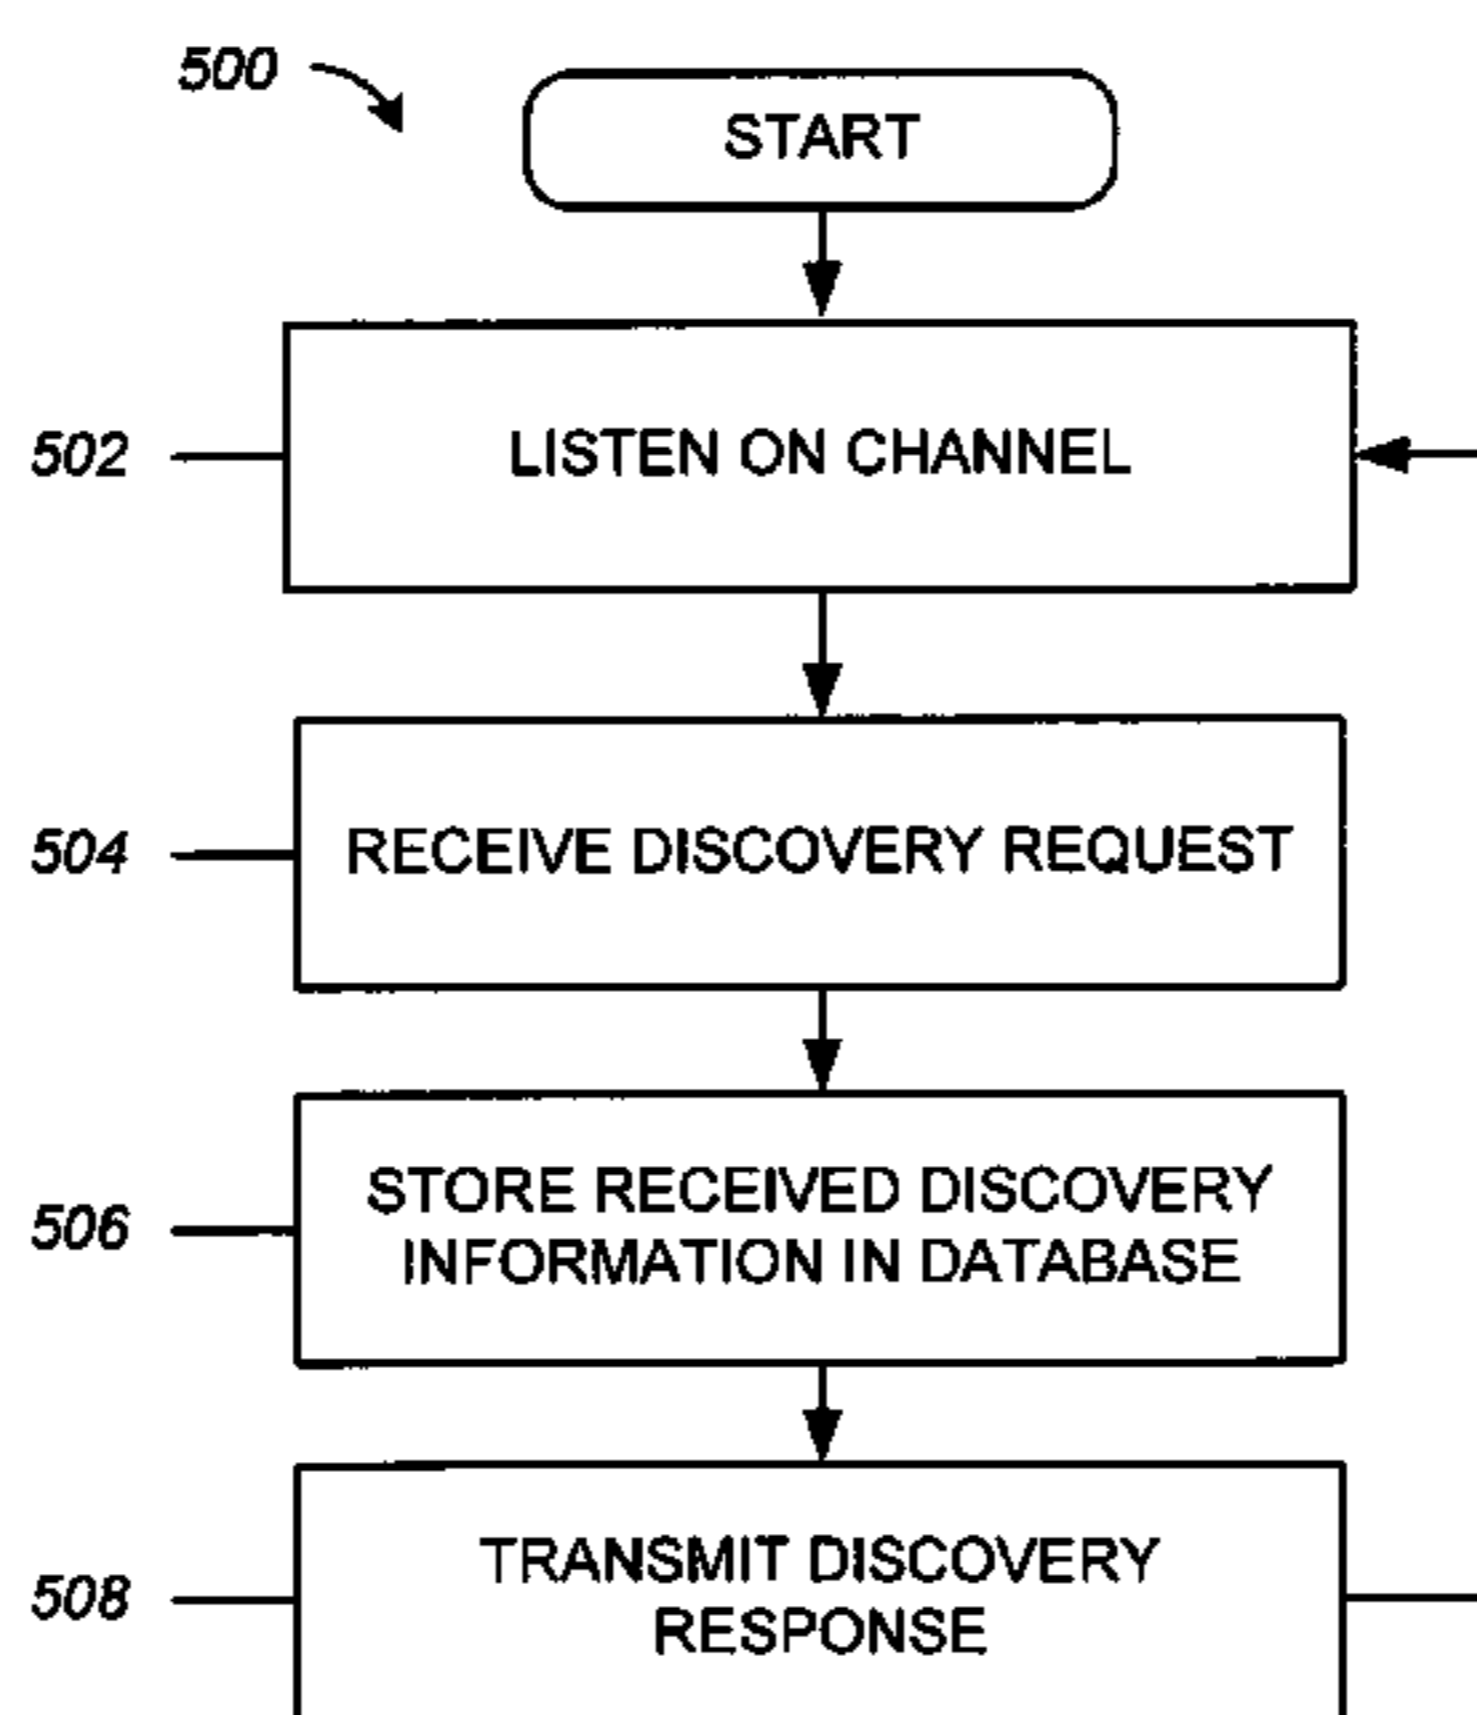 500
START
502
LISTEN ON CHANNEL
504
RECEIVE DISCOVERY REQUEST
506
STORE RECEIVED DISCOVERY
INFORMATION IN DATABASE
508
TRANSMIT DISCOVERY
RESPONSE